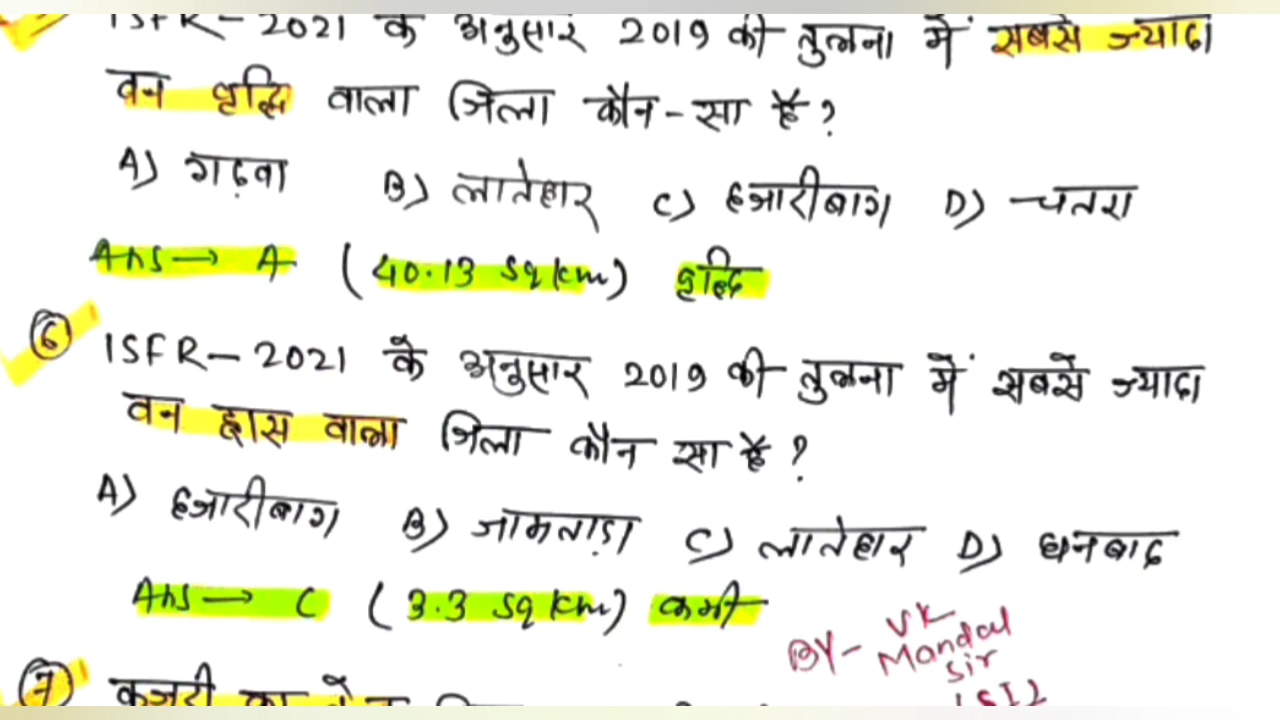 ISFR-2021 के अनुसार 2019 की तुलना में सबसे ज्यादा
वन वृद्धि वाला जिला कौन-सा है?
A) गढ़वा B) लातेहार C) हजारीबाग D) चतरा
Ans → A (40.13 Sq km) वृद्धि
6 ISFR-2021 के अनुसार 2019 की तुलना में सबसे ज्यादा
वन ह्रास वाला जिला कौन सा है?
A) हजारीबाग B) जामताड़ा C) लातेहार D) धनबाद
Ans → C (3.3 sq km) कमी
BY- VK
Mandal
Sir
7